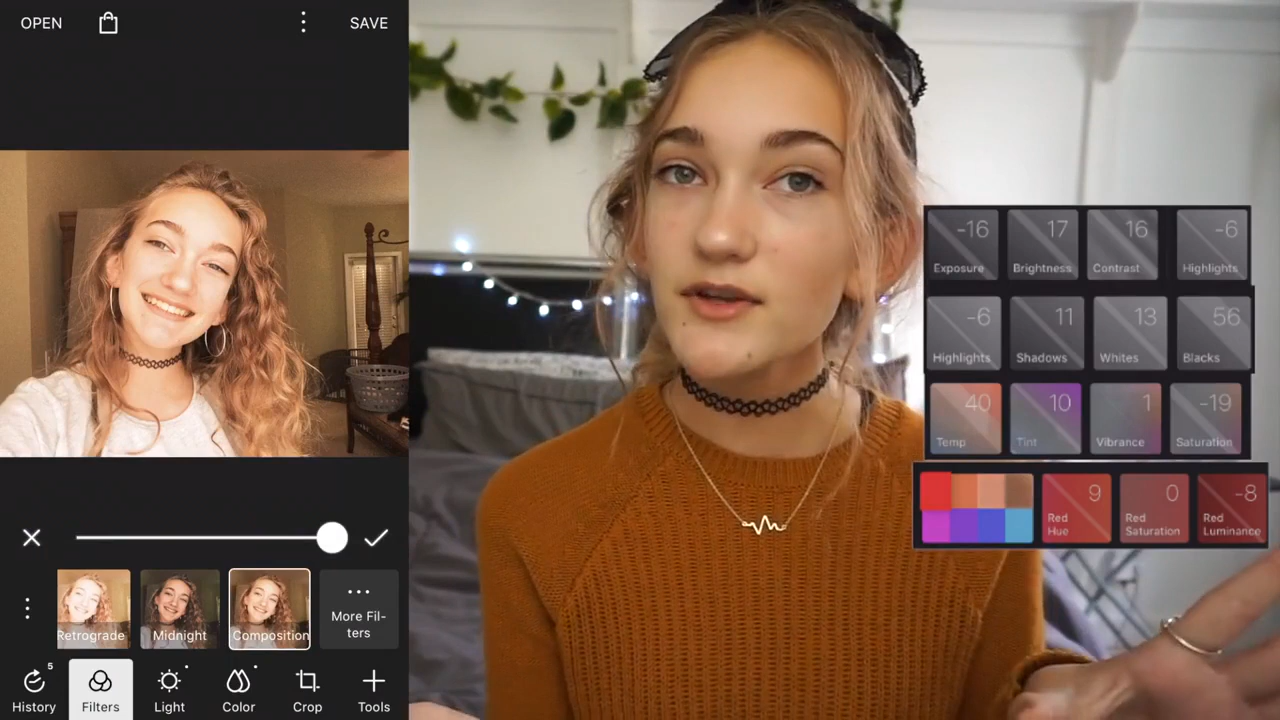 OPEN
SAVE
Retrograde
Midnight
Composition
More Fil-
ters
5
History
Filters
Light
Color
Crop
Tools
-16
Exposure
17
Brightness
16
Contrast
-6
Highlights
-6
Highlights
11
Shadows
13
Whites
56
Blacks
40
Temp
10
Tint
1
Vibrance
-19
Saturation
9
Red
Hue
0
Red
Saturation
-8
Red
Luminance